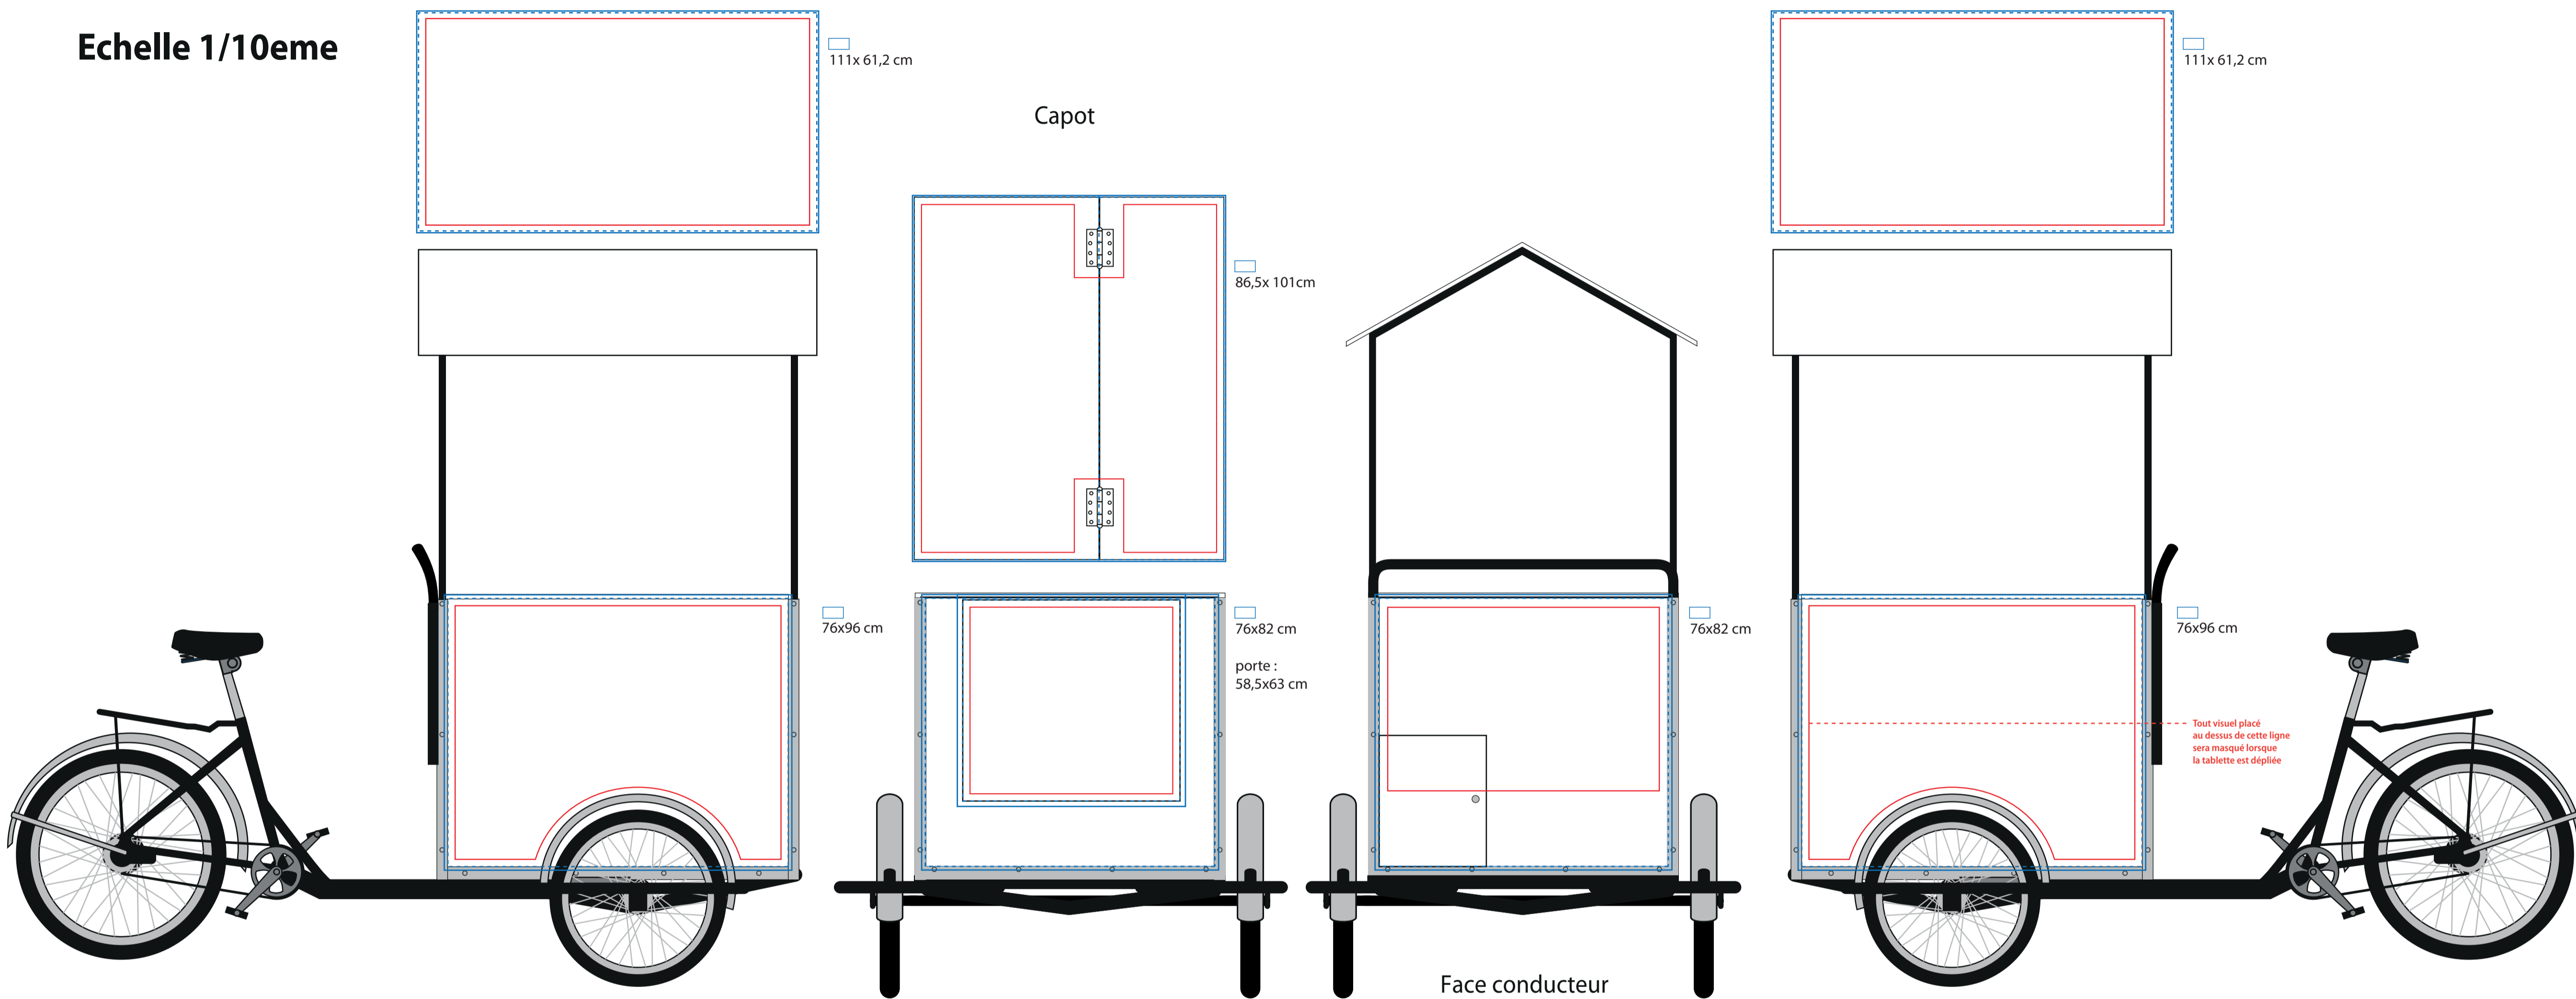 Echelle 1/10eme
111x 61,2 cm
111x 61,2 cm
Capot
86,5x 101cm
76x96 cm
76x82 cm
porte :
58,5x63 cm
76x82 cm
76x96 cm
Tout visuel placé
au dessus de cette ligne
sera masqué lorsque
la tablette est dépliée
Face conducteur